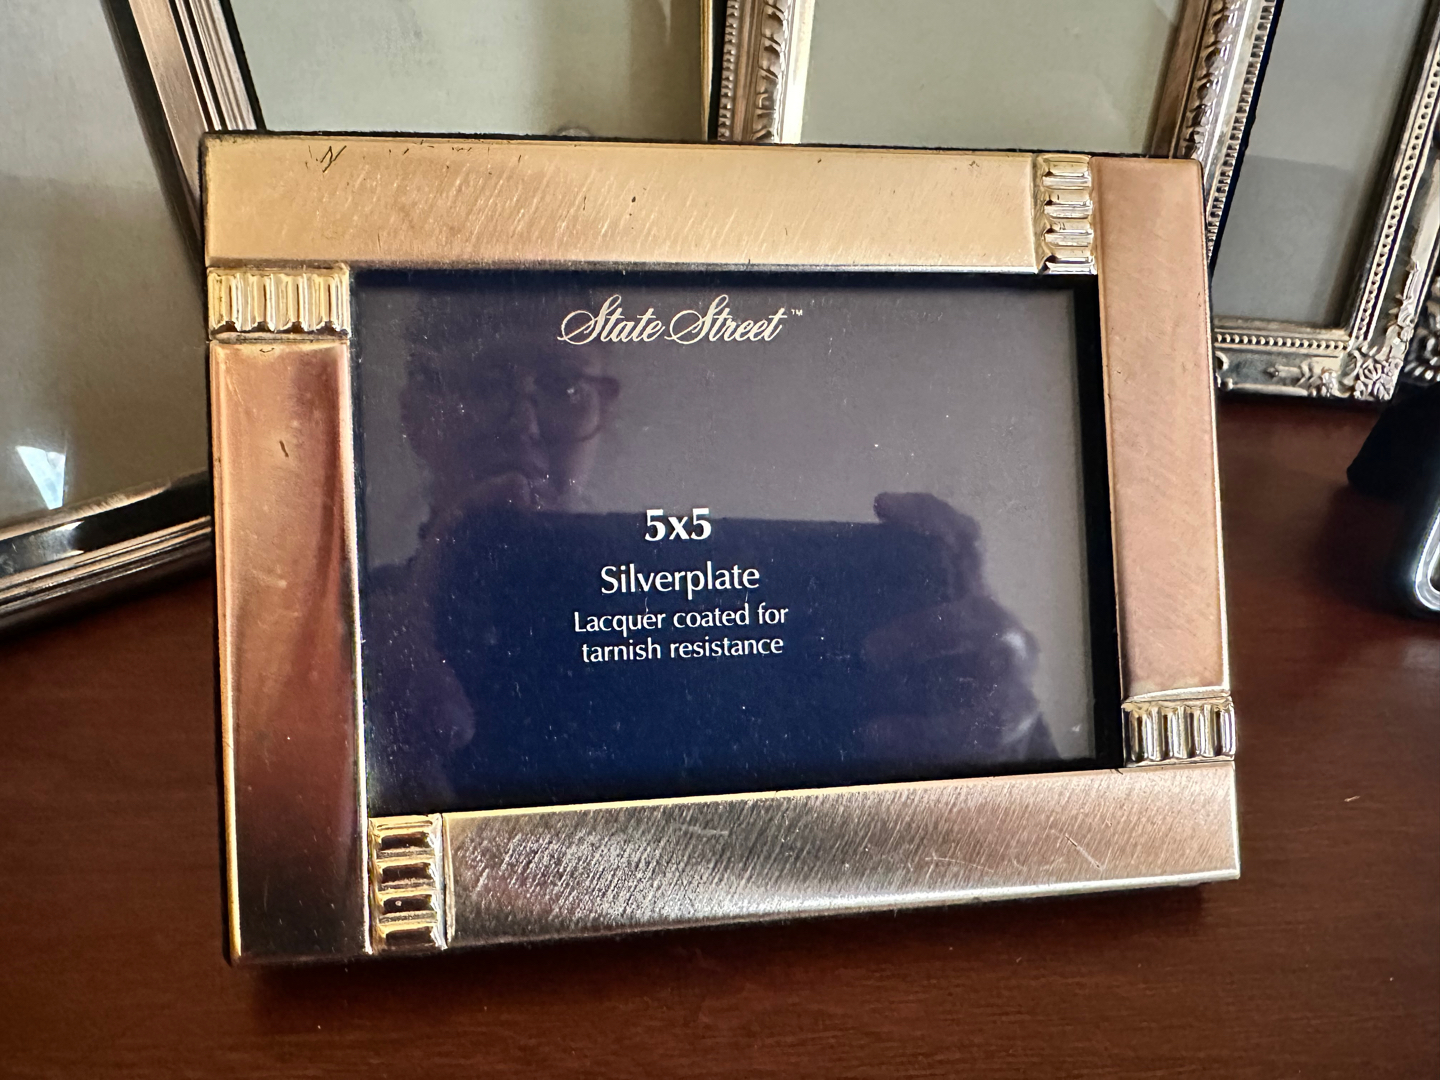 State Street™
5x5
Silverplate
Lacquer coated for
tarnish resistance